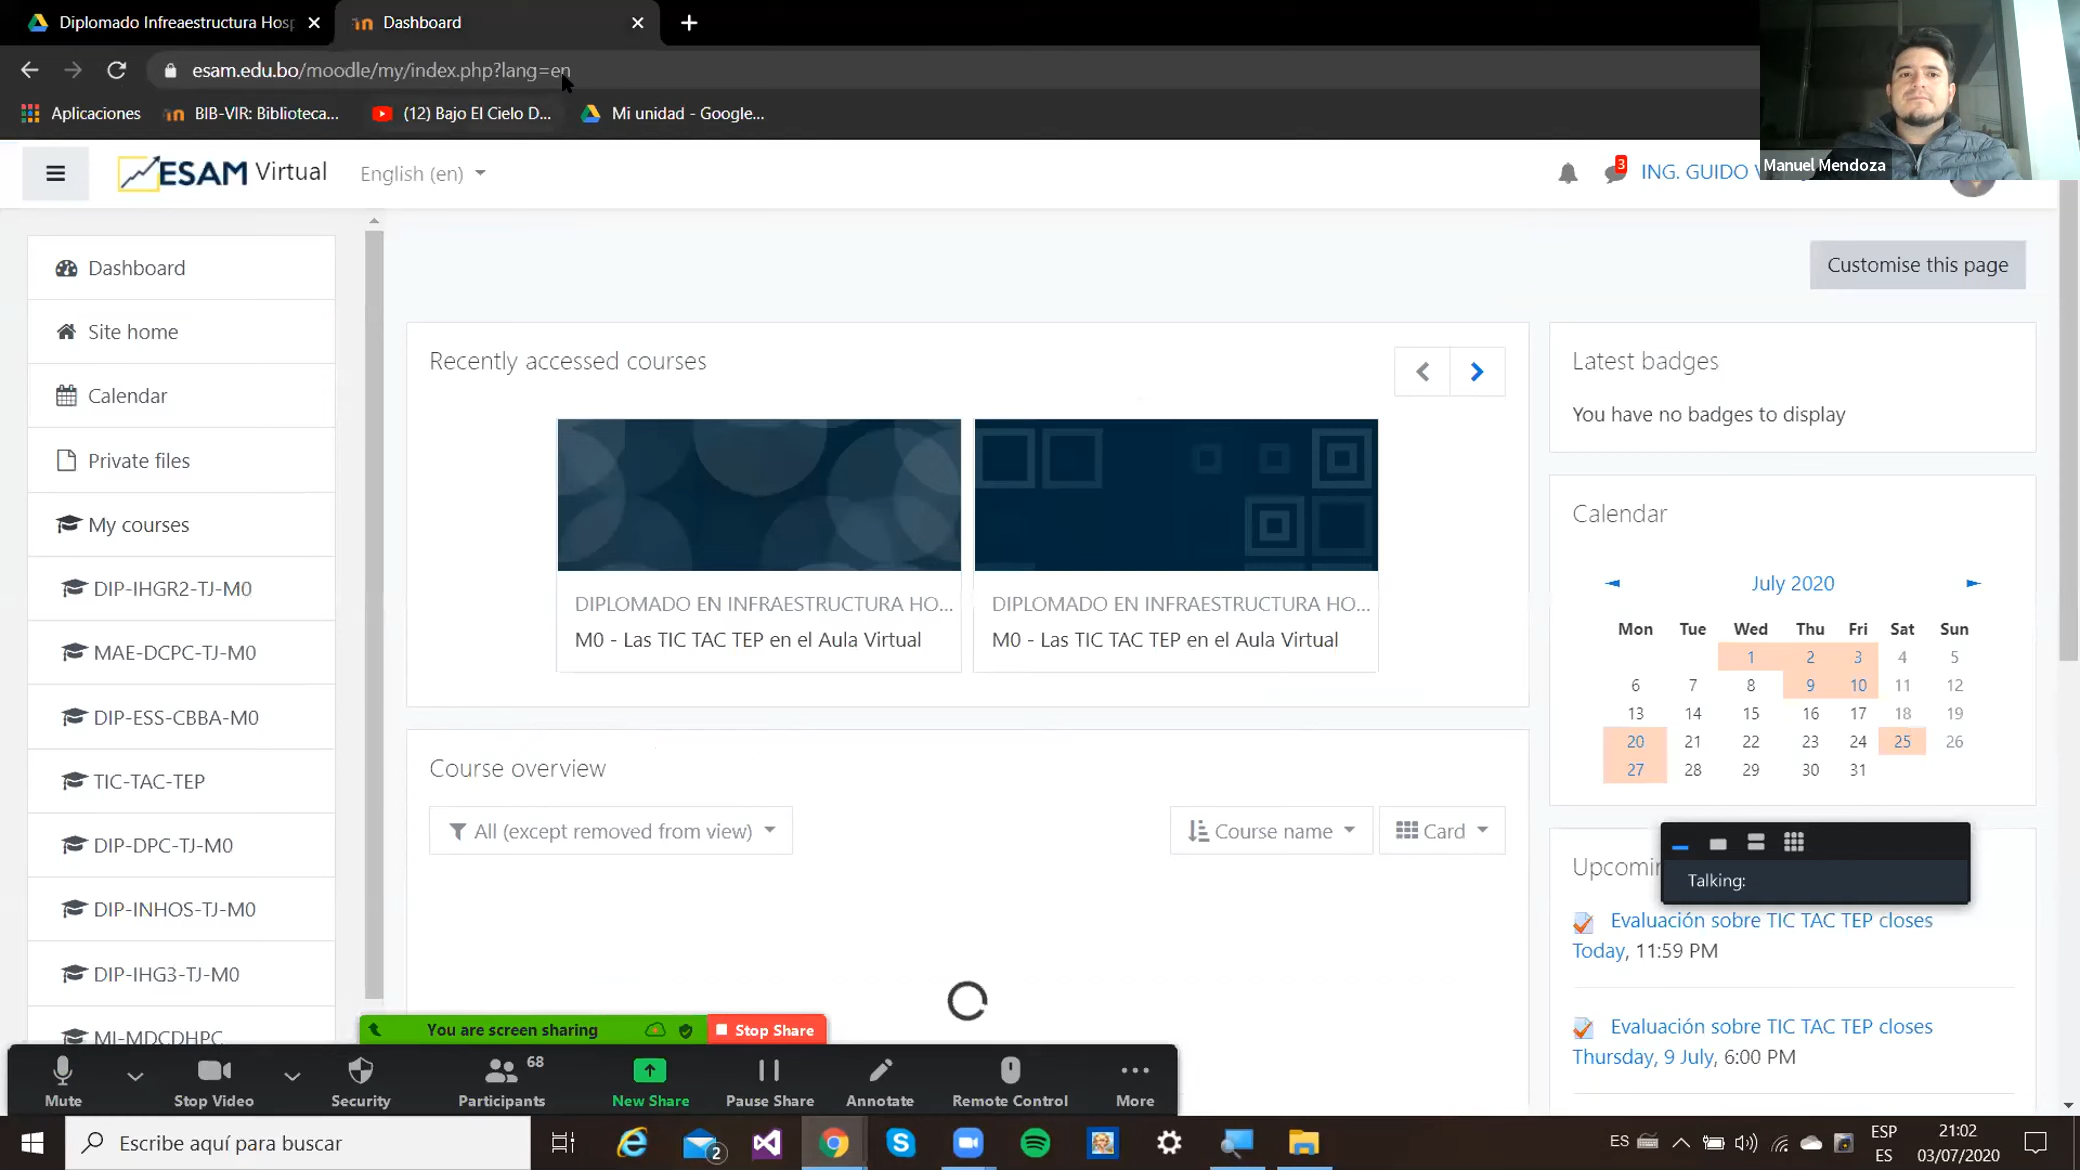 Diplomado Infreaestructura Hosp
Dashboard
esam.edu.bo/moodle/my/index.php?lang=en
Aplicaciones
BIB-VIR: Biblioteca...
(12) Bajo El Cielo D...
Mi unidad - Google...
Manuel Mendoza
ESAM Virtual
English (en)
3
ING. GUIDO V
Customise this page
Dashboard
Site home
Calendar
Private files
My courses
DIP-IHGR2-TJ-M0
MAE-DCPC-TJ-M0
DIP-ESS-CBBA-M0
TIC-TAC-TEP
DIP-DPC-TJ-M0
DIP-INHOS-TJ-M0
DIP-IHG3-TJ-M0
MI-MDCDHPC
Recently accessed courses
DIPLOMADO EN INFRAESTRUCTURA HO...
M0 - Las TIC TAC TEP en el Aula Virtual
DIPLOMADO EN INFRAESTRUCTURA HO...
M0 - Las TIC TAC TEP en el Aula Virtual
Course overview
All (except removed from view)
Course name
Card
Latest badges
You have no badges to display
Calendar
July 2020
Mon Tue Wed Thu Fri Sat Sun
1 2 3 4 5
6 7 8 9 10 11 12
13 14 15 16 17 18 19
20 21 22 23 24 25 26
27 28 29 30 31
Talking:
Evaluación sobre TIC TAC TEP closes
Today, 11:59 PM
Evaluación sobre TIC TAC TEP closes
Thursday, 9 July, 6:00 PM
You are screen sharing
Stop Share
Mute
Stop Video
Security
68
Participants
New Share
Pause Share
Annotate
Remote Control
More
Escribe aquí para buscar
2
ES
ESP
ES
21:02
03/07/2020